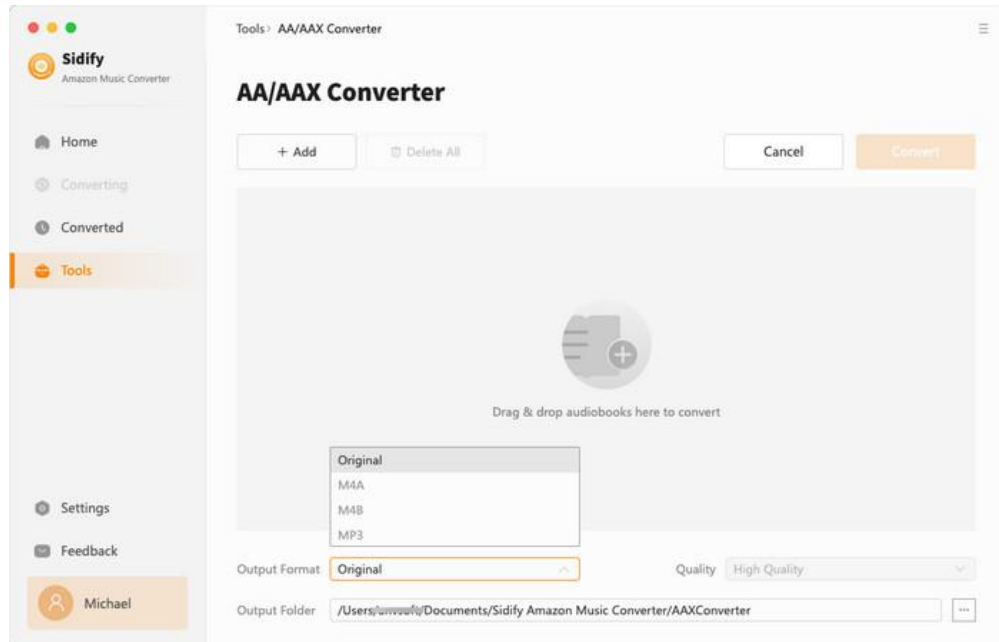 Sidify
Amazon Music Converter
Home
Converting
Converted
Tools
Settings
Feedback
Michael
Tools› AA/AAX Converter
AA/AAX Converter
+ Add
Delete All
Cancel
Convert
Drag & drop audiobooks here to convert
Original
M4A
M4B
MP3
Output Format Original
Quality High Quality
Output Folder /Users/ /Documents/Sidify Amazon Music Converter/AAXConverter